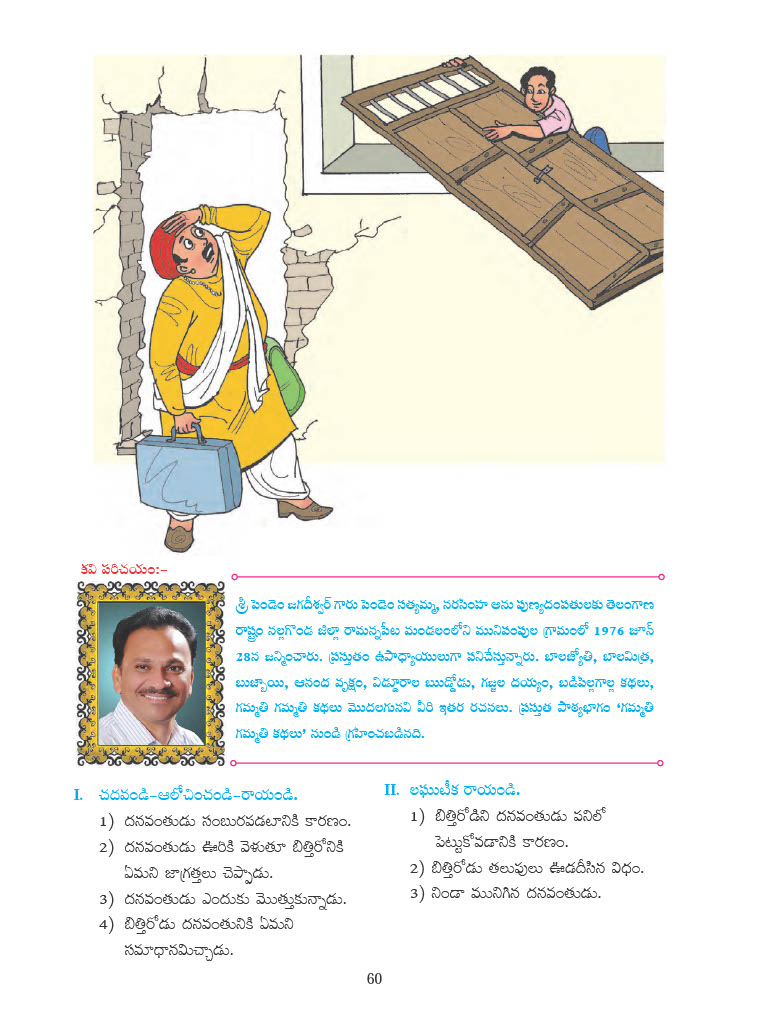 కవి పరిచయం:-
శ్రీ పెండెం జగదీశ్వర్ గారు పెండెం సత్యమ్మ, నరసింహ అను పుణ్యదంపతులకు తెలంగాణ
రాష్ట్రం నల్లగొండ జిల్లా రామన్నపేట మండలంలోని మునిపంపుల గ్రామంలో 1976 జూన్
28న జన్మించారు. ప్రస్తుతం ఉపాధ్యాయులుగా పనిచేస్తున్నారు. బాలజ్యోతి, బాలమిత్ర,
బుజ్బాయి, ఆనంద వృక్షం, విడ్డూరాల బుడ్డోడు, గజ్జెల దయ్యం, బడిపిల్లగాల్ల కథలు,
గమ్మతి గమ్మతి కథలు మొదలగునవి వీరి ఇతర రచనలు. ప్రస్తుత పాఠ్యభాగం ‘గమ్మతి
గమ్మతి కథలు’ నుండి గ్రహించబడినది.
I. చదవండి-ఆలోచించండి-రాయండి.
1) దనవంతుడు సంబురవడటానికి కారణం.
2) దనవంతుడు ఊరికి వెళుతూ బిత్తిరోనికి
ఏమని జాగ్రత్తలు చెప్పాడు.
3) దనవంతుడు ఎందుకు మొత్తుకున్నాడు.
4) బిత్తిరోడు దనవంతునికి ఏమని
సమాధానమిచ్చాడు.
II. లఘుటీక రాయండి.
1) బిత్తిరోడిని దనవంతుడు పనిలో
పెట్టుకోవడానికి కారణం.
2) బిత్తిరోడు తలుపులు ఊడదీసిన విధం.
3) నిండా మునిగిన దనవంతుడు.
60